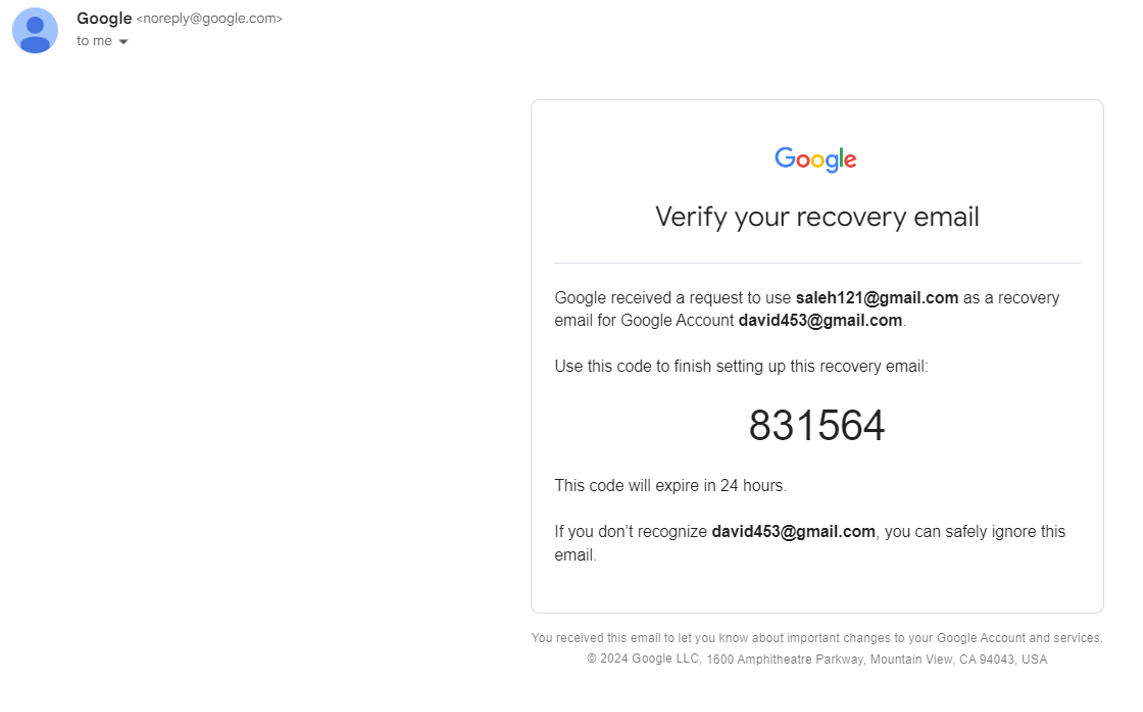 Google <noreply@google.com>
to me
Google
Verify your recovery email
Google received a request to use saleh121@gmail.com as a recovery
email for Google Account david453@gmail.com.
Use this code to finish setting up this recovery email:
831564
This code will expire in 24 hours.
If you don’t recognize david453@gmail.com, you can safely ignore this
email.
You received this email to let you know about important changes to your Google Account and services.
© 2024 Google LLC, 1600 Amphitheatre Parkway, Mountain View, CA 94043, USA